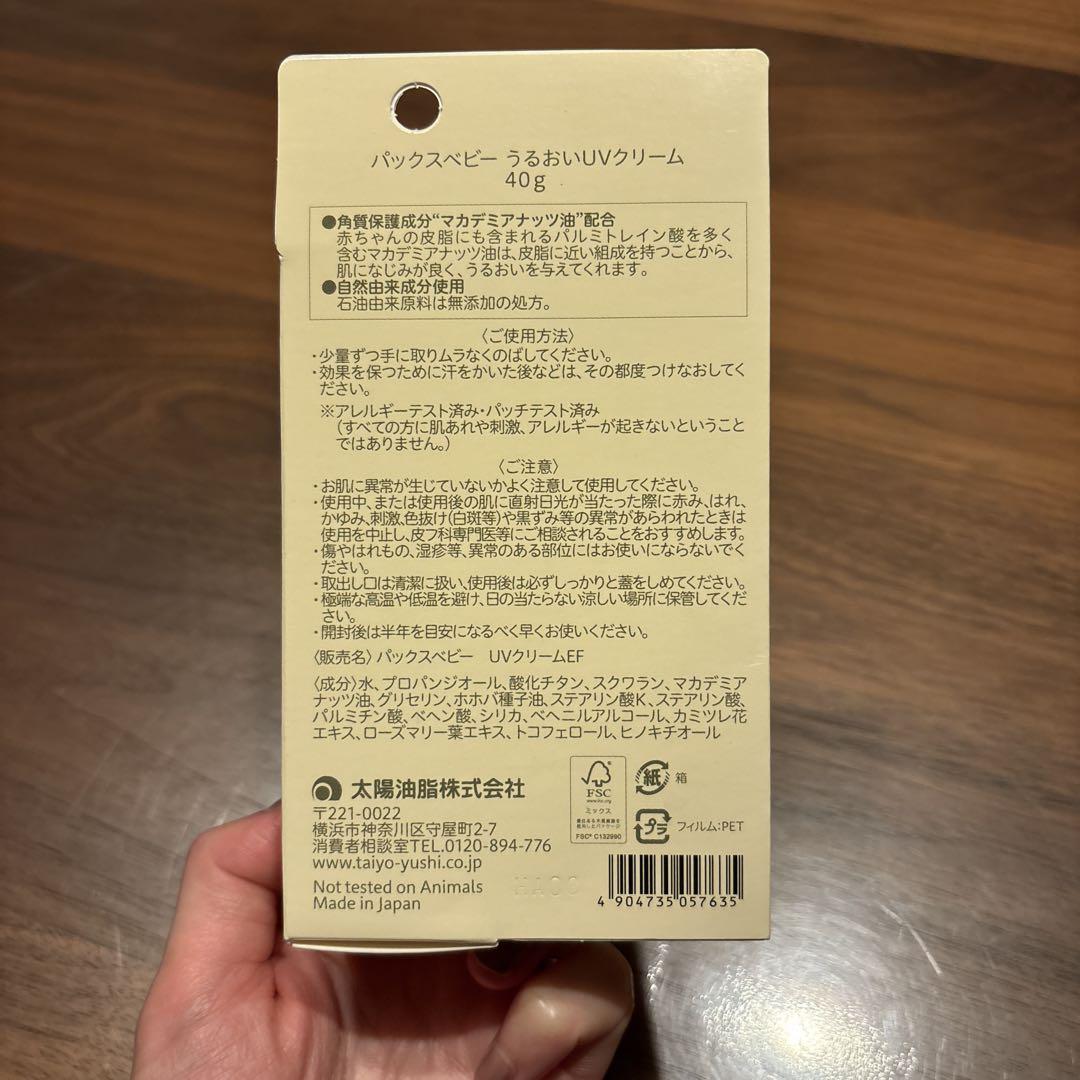 パックスベビー うるおいUVクリーム
40g
●角質保護成分“マカデミアナッツ油”配合
赤ちゃんの皮脂にも含まれるパルミトレイン酸を多く
含むマカデミアナッツ油は、皮脂に近い組成を持つことから、
肌になじみが良く、うるおいを与えてくれます。
●自然由来成分使用
石油由来原料は無添加の処方。
〈ご使用方法〉
・少量ずつ手に取りムラなくのばしてください。
・効果を保つために汗をかいた後などは、その都度つけなおしてく
ださい。
※アレルギーテスト済み・パッチテスト済み
(すべての方に肌あれや刺激、アレルギーが起きないということ
ではありません。)
〈ご注意〉
・お肌に異常が生じていないかよく注意して使用してください。
・使用中、または使用後の肌に直射日光が当たった際に赤み、はれ、
かゆみ、刺激、色抜け(白斑等)や黒ずみ等の異常があらわれたときは
使用を中止し、皮フ科専門医等にご相談されることをおすすめします。
・傷やはれもの、湿疹等、異常のある部位にはお使いにならないでく
ださい。
・取出し口は清潔に扱い、使用後は必ずしっかりと蓋をしめてください。
・極端な高温や低温を避け、日の当たらない涼しい場所に保管してくだ
さい。
・開封後は半年を目安になるべく早くお使いください。
〈販売名〉パックスベビー UVクリームEF
〈成分〉水、プロパンジオール、酸化チタン、スクワラン、マカデミア
ナッツ油、グリセリン、ホホバ種子油、ステアリン酸K、ステアリン酸、
パルミチン酸、ベヘン酸、シリカ、ベヘニルアルコール、カミツレ花
エキス、ローズマリー葉エキス、トコフェロール、ヒノキチオール
太陽油脂株式会社
〒221-0022
横浜市神奈川区守屋町2-7
消費者相談室TEL.0120-894-776
www.taiyo-yushi.co.jp
Not tested on Animals
Made in Japan
FSC
www.fsc.org
ミックス
責任ある木質資源を
使用したパッケージ
FSC® C132990
紙 箱
プラ フィルム:PET
4 904735 057635